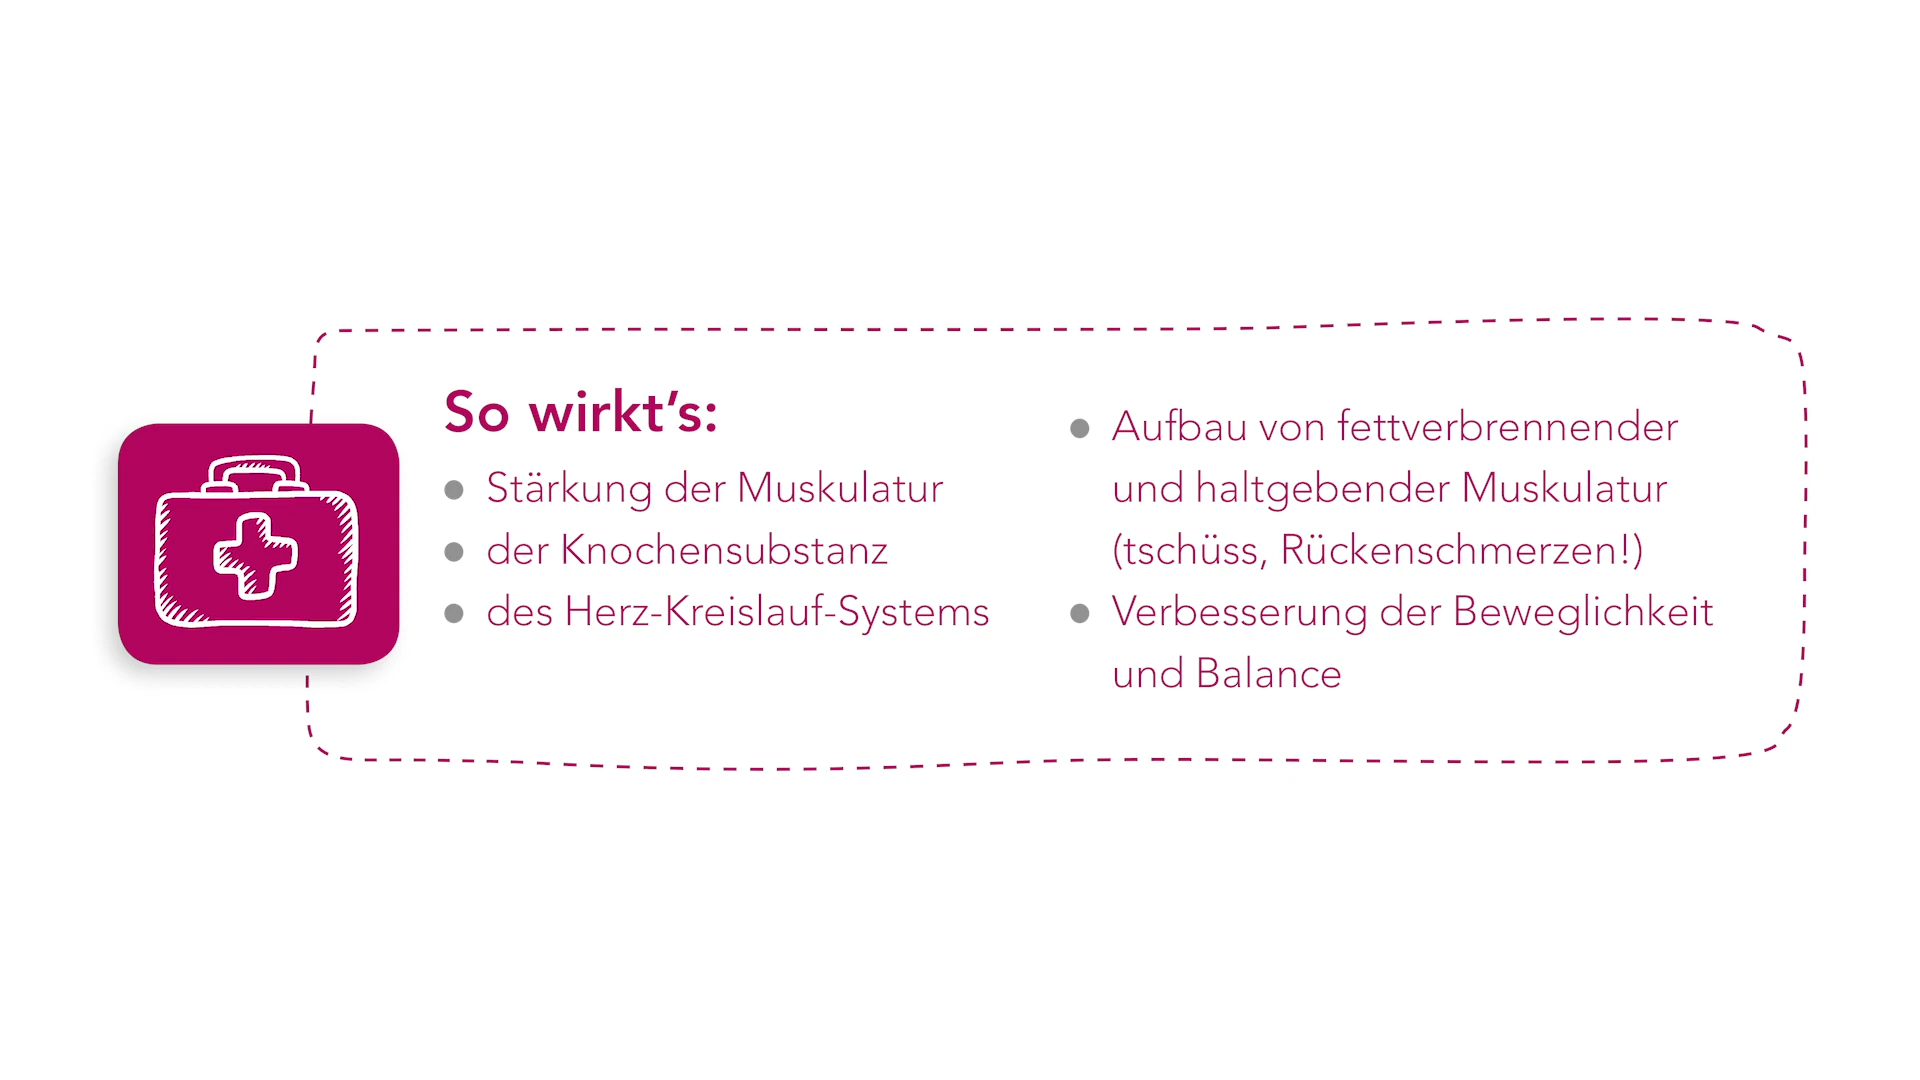 So wirkt’s:
Stärkung der Muskulatur
der Knochensubstanz
des Herz-Kreislauf-Systems
Aufbau von fettverbrennender
und haltgebender Muskulatur
(tschüss, Rückenschmerzen!)
Verbesserung der Beweglichkeit
und Balance